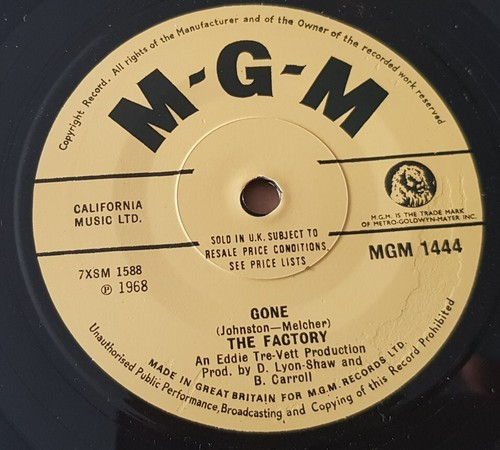 Copyright Record. All rights of the Manufacturer and of the Owner of the recorded work reserved
M-G-M
CALIFORNIA
MUSIC LTD.
M.G.M. IS THE TRADE MARK
OF METRO-GOLDWYN-MAYER INC.
SOLD IN U.K. SUBJECT TO
RESALE PRICE CONDITIONS,
SEE PRICE LISTS
MGM 1444
7XSM 1588
Ⓟ 1968
GONE
(Johnston—Melcher)
THE FACTORY
An Eddie Tre-Vett Production
Prod. by D. Lyon-Shaw and
B. Carroll
MADE IN GREAT BRITAIN FOR M.G.M. RECORDS LTD.
Unauthorised Public Performance, Broadcasting and Copying of this Record Prohibited